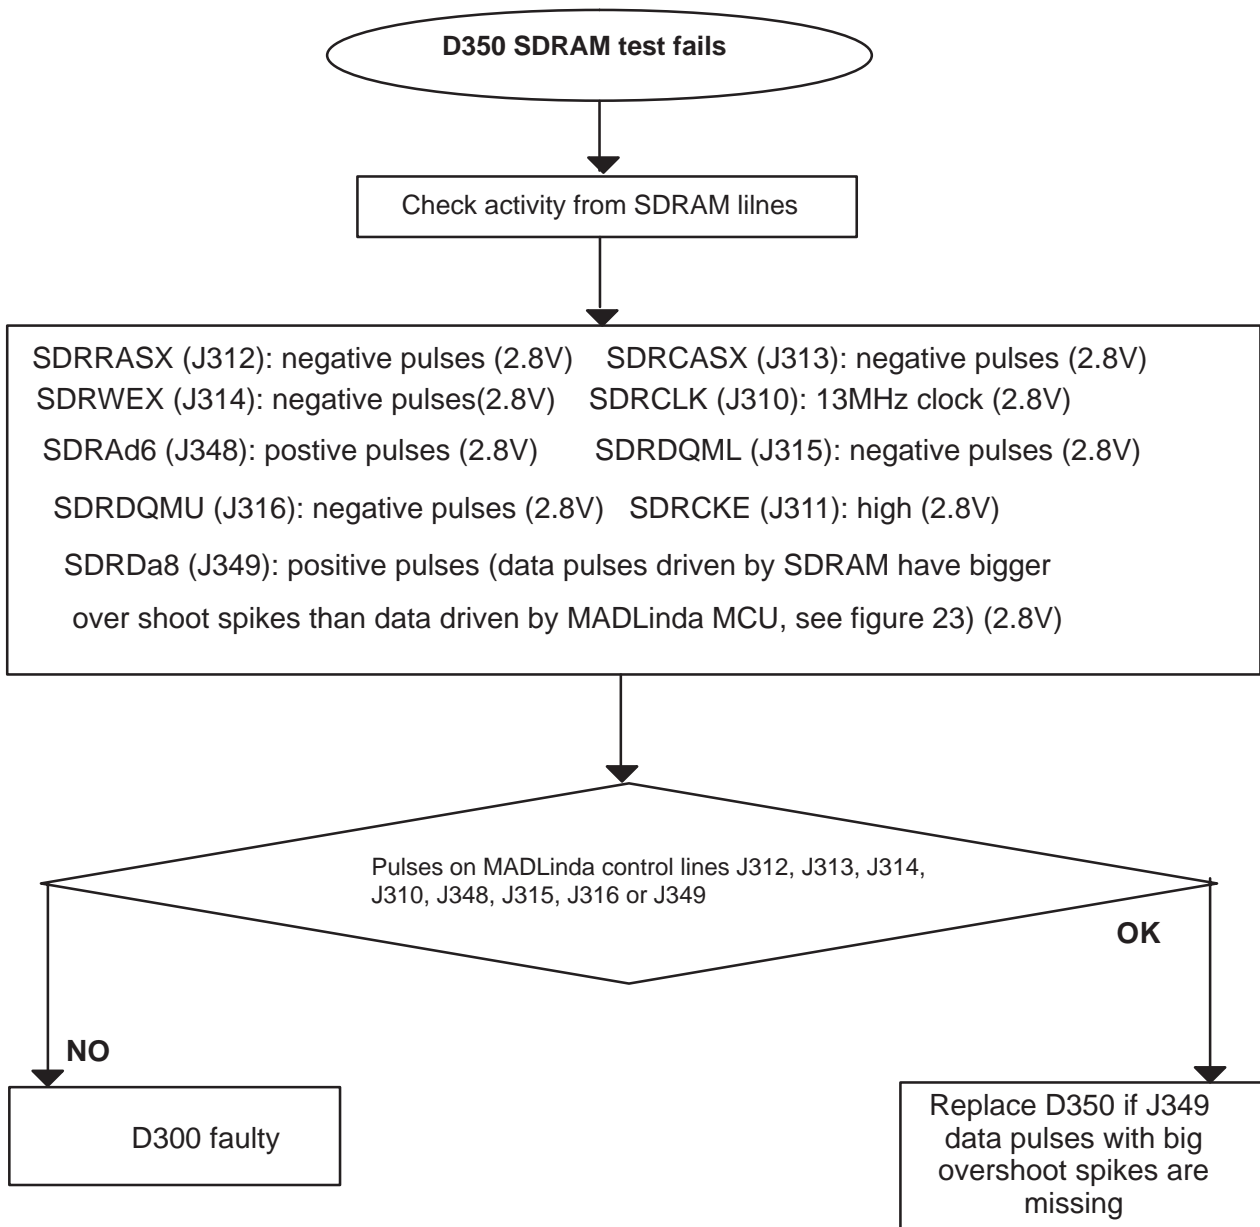 D350 SDRAM test fails
Check activity from SDRAM lilnes
SDRRASX (J312): negative pulses (2.8V) SDRCASX (J313): negative pulses (2.8V)
SDRWEX (J314): negative pulses(2.8V) SDRCLK (J310): 13MHz clock (2.8V)
SDRAd6 (J348): postive pulses (2.8V) SDRDQML (J315): negative pulses (2.8V)
SDRDQMU (J316): negative pulses (2.8V) SDRCKE (J311): high (2.8V)
SDRDa8 (J349): positive pulses (data pulses driven by SDRAM have bigger
over shoot spikes than data driven by MADLinda MCU, see figure 23) (2.8V)
Pulses on MADLinda control lines J312, J313, J314,
J310, J348, J315, J316 or J349
OK
NO
D300 faulty
Replace D350 if J349
data pulses with big
overshoot spikes are
missing